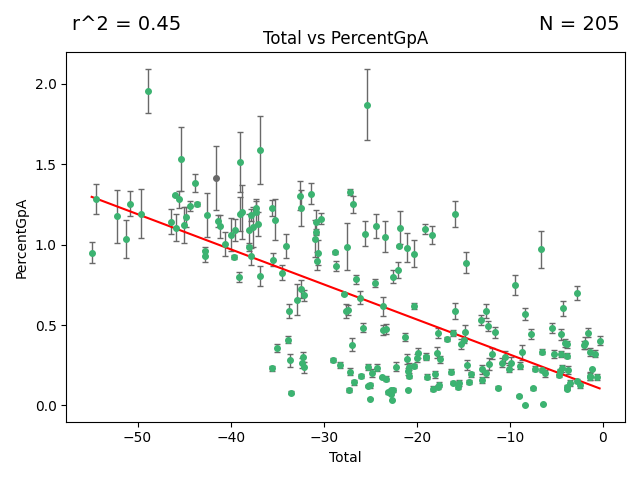 r^2 = 0.45 N = 205
Total vs PercentGpA
2.0
1.5
1.0
0.5
0.0
PercentGpA
−50 −40 −30 −20 −10 0
Total